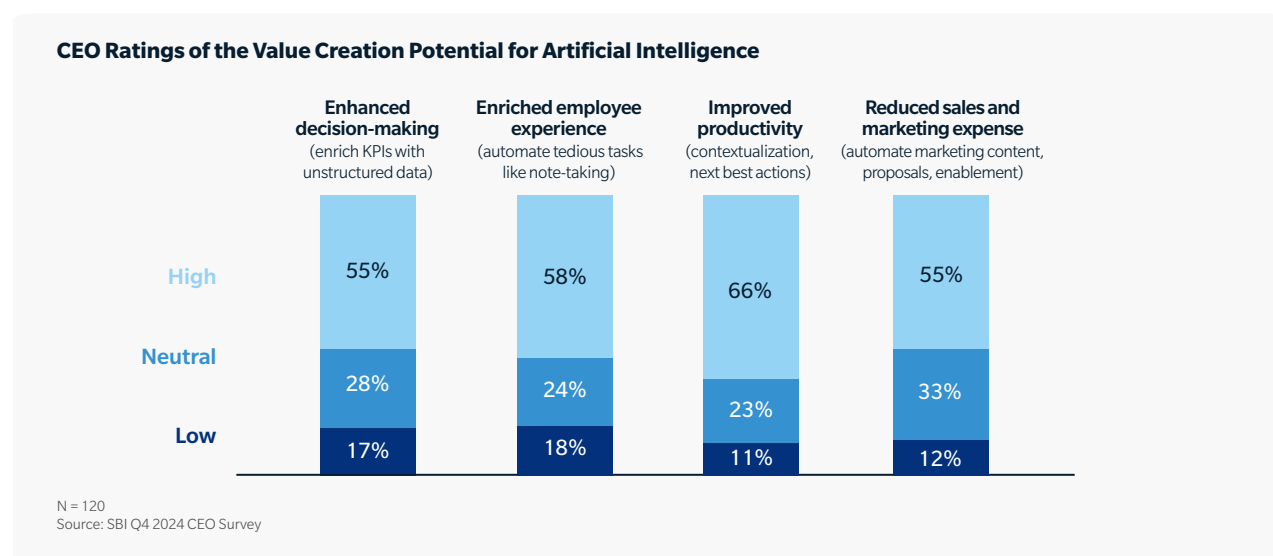 CEO Ratings of the Value Creation Potential for Artificial Intelligence
Enhanced
decision-making
(enrich KPIs with
unstructured data)
Enriched employee
experience
(automate tedious tasks
like note-taking)
Improved
productivity
(contextualization,
next best actions)
Reduced sales and
marketing expense
(automate marketing content,
proposals, enablement)
High
55%
58%
66%
55%
Neutral
28%
24%
23%
33%
Low
17%
18%
11%
12%
N = 120
Source: SBI Q4 2024 CEO Survey